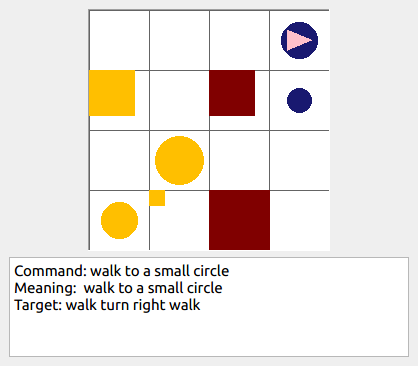 Command: walk to a small circle
Meaning:  walk to a small circle
Target: walk turn right walk